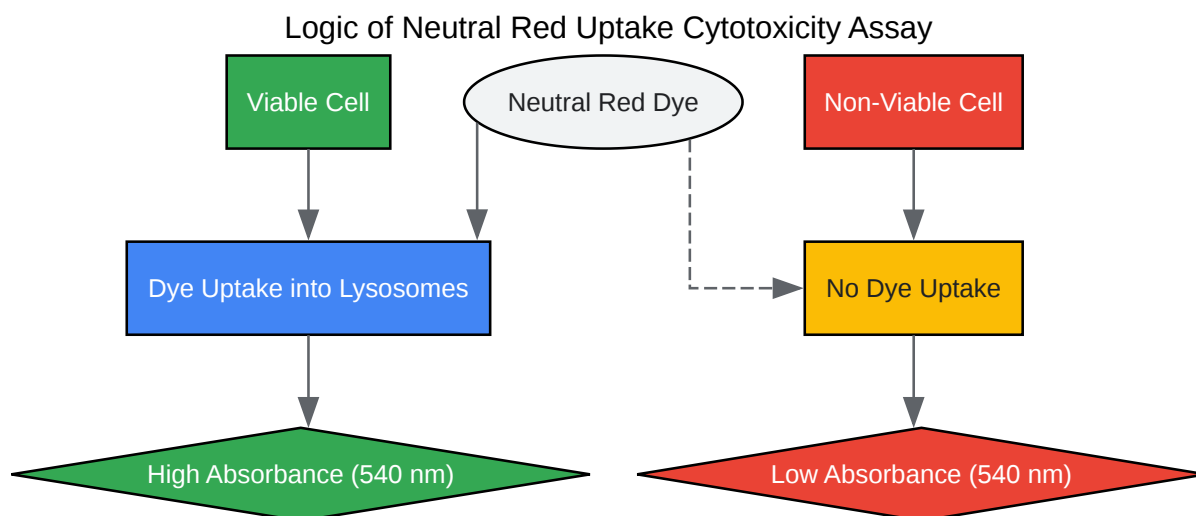 Logic of Neutral Red Uptake Cytotoxicity Assay
Viable Cell
Neutral Red Dye
Non-Viable Cell
Dye Uptake into Lysosomes
No Dye Uptake
High Absorbance (540 nm)
Low Absorbance (540 nm)